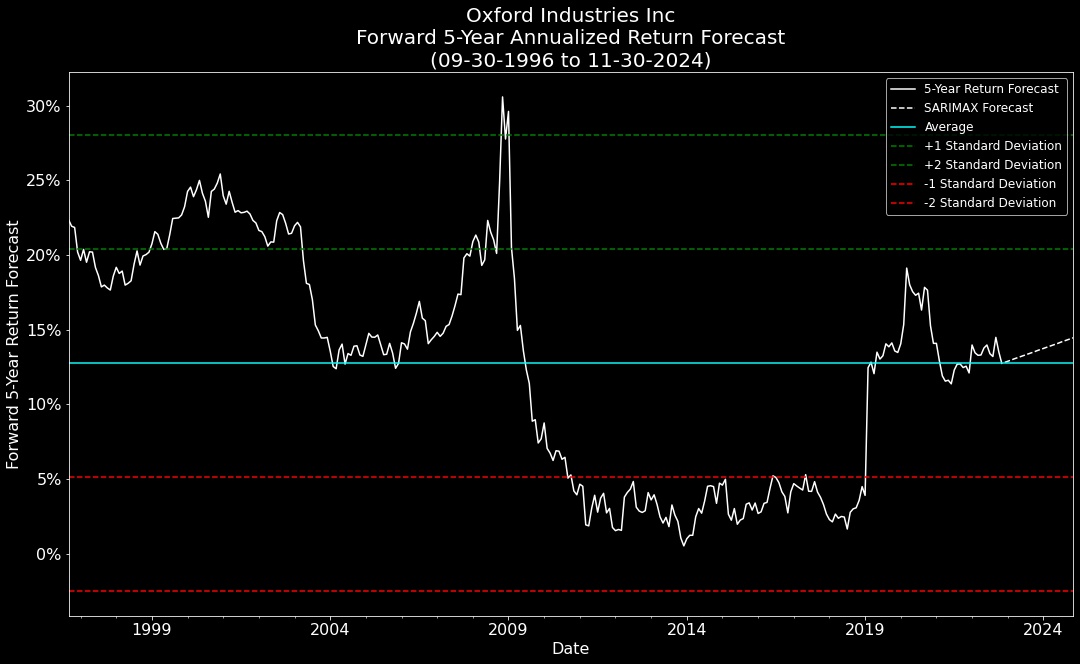 Oxford Industries Inc
Forward 5-Year Annualized Return Forecast
(09-30-1996 to 11-30-2024)
5-Year Return Forecast
SARIMAX Forecast
Average
+1 Standard Deviation
+2 Standard Deviation
-1 Standard Deviation
-2 Standard Deviation
Forward 5-Year Return Forecast
30%
25%
20%
15%
10%
5%
0%
1999
2004
2009
2014
2019
2024
Date